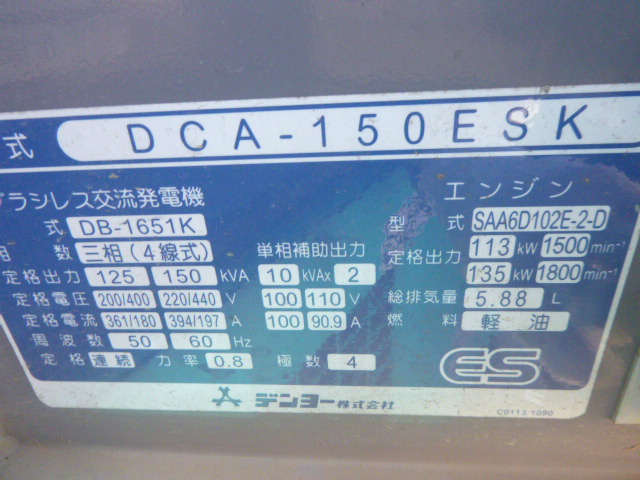 式 DCA-150ESK
ブラシレス交流発電機
式 DB-1651K
相 数 三相(4線式)
定格出力 125 150 kVA
定格電圧 200/400 220/440 V
定格電流 361/180 394/197 A
周波数 50 60 Hz
定格 連続 力率 0.8 極数 4
単相補助出力
10 kVAx 2
100 110 V
100 90.9 A
エンジン
型 式 SAA6D102E-2-D
定格出力 113 kW 1500 min⁻¹
135 kW 1800 min⁻¹
総排気量 5.88 L
燃 料 軽 油
ES
デンヨー株式会社
C0113 1090